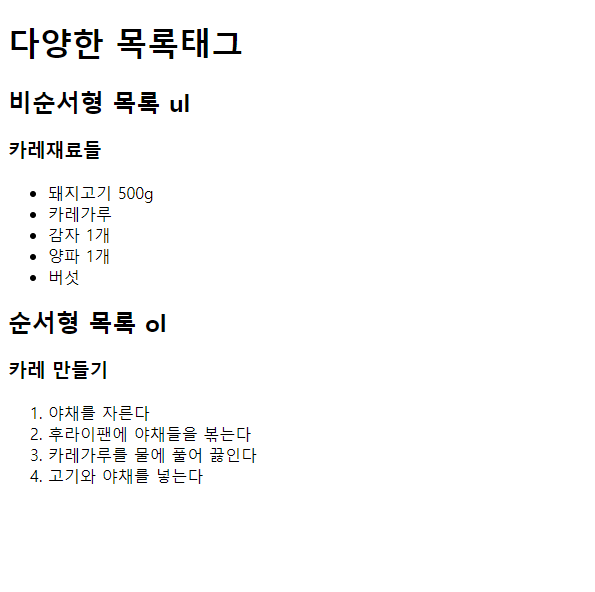 다양한 목록태그
비순서형 목록 ul
카레재료들
• 돼지고기 500g
• 카레가루
• 감자 1개
• 양파 1개
• 버섯
순서형 목록 ol
카레 만들기
1. 야채를 자른다
2. 후라이팬에 야채들을 볶는다
3. 카레가루를 물에 풀어 끓인다
4. 고기와 야채를 넣는다